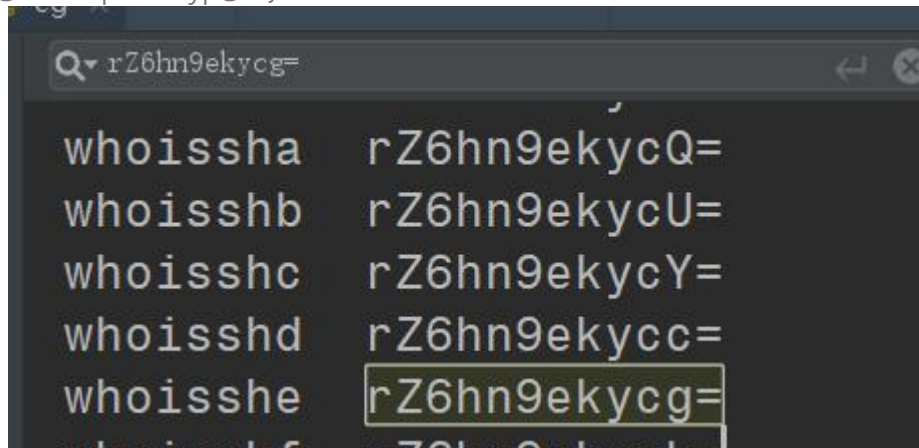 rZ6hn9ekycg=
whoissha rZ6hn9ekycQ=
whoisshb rZ6hn9ekycU=
whoisshc rZ6hn9ekycY=
whoisshd rZ6hn9ekycc=
whoisshe rZ6hn9ekycg=